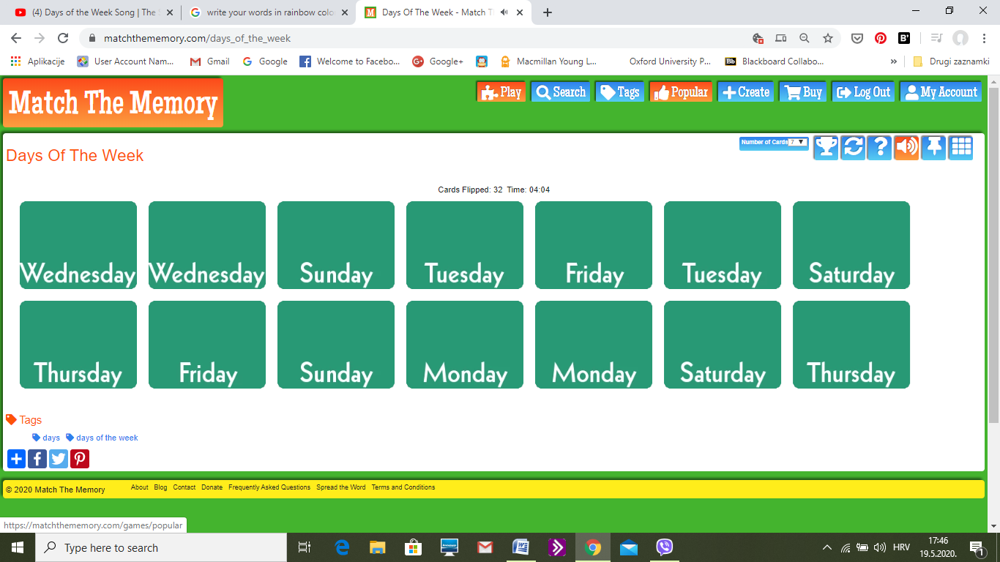 (4) Days of the Week Song | The S
write your words in rainbow colo
Days Of The Week - Match Th
matchthememory.com/days_of_the_week
Aplikacije
User Account Nam...
Gmail
Google
Welcome to Facebo...
Google+
Macmillan Young L...
Oxford University P...
Bb
Blackboard Collabo...
»
Drugi zaznamki
Match The Memory
Play
Search
Tags
Popular
Create
Buy
Log Out
My Account
Days Of The Week
Number of Cards 7
Cards Flipped: 32 Time: 04:04
Wednesday Wednesday Sunday Tuesday Friday Tuesday Saturday
Thursday Friday Sunday Monday Monday Saturday Thursday
Tags
days days of the week
© 2020 Match The Memory
About Blog Contact Donate Frequently Asked Questions Spread the Word Terms and Conditions
https://matchthememory.com/games/popular
Type here to search
HRV
17:46
19.5.2020.
1